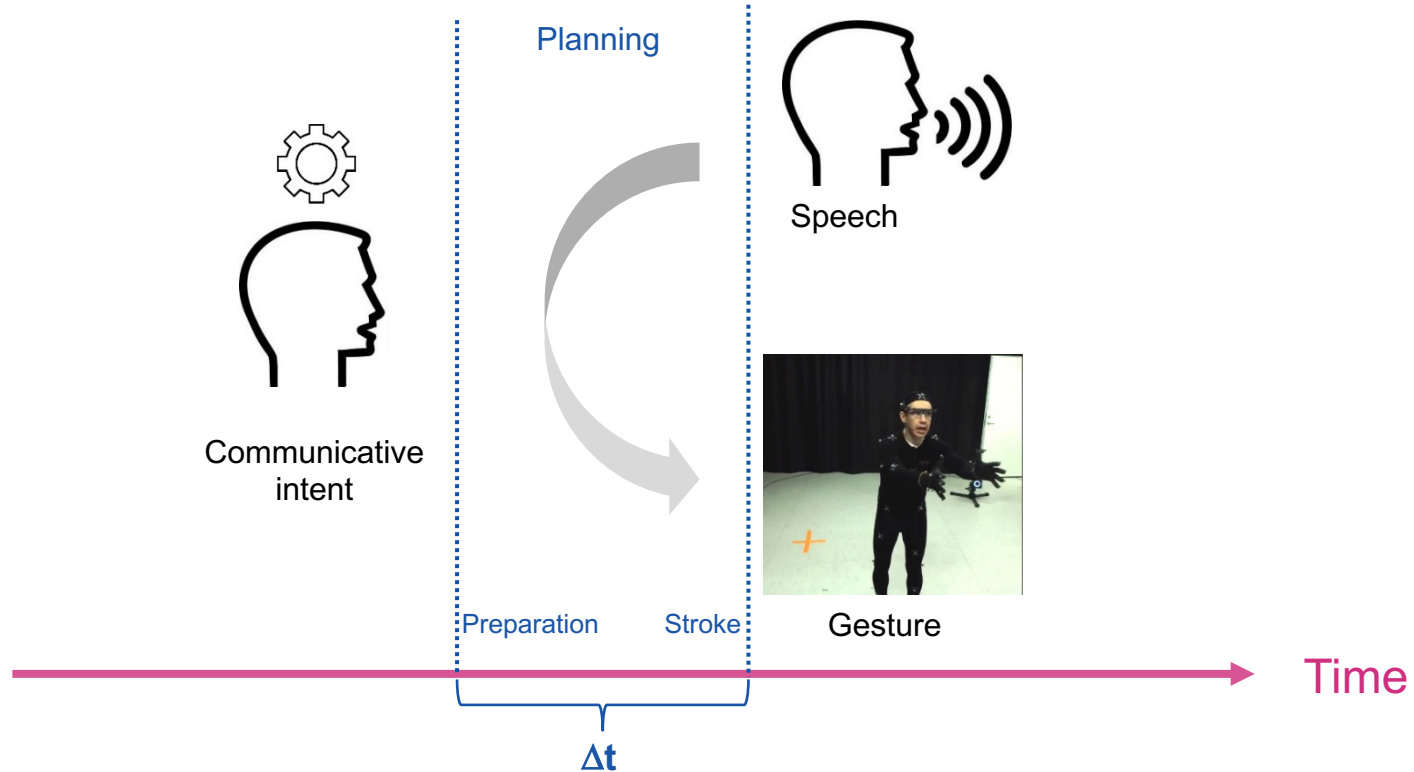 Planning
Speech
Communicative
intent
Preparation
Stroke
Gesture
Time
Δt